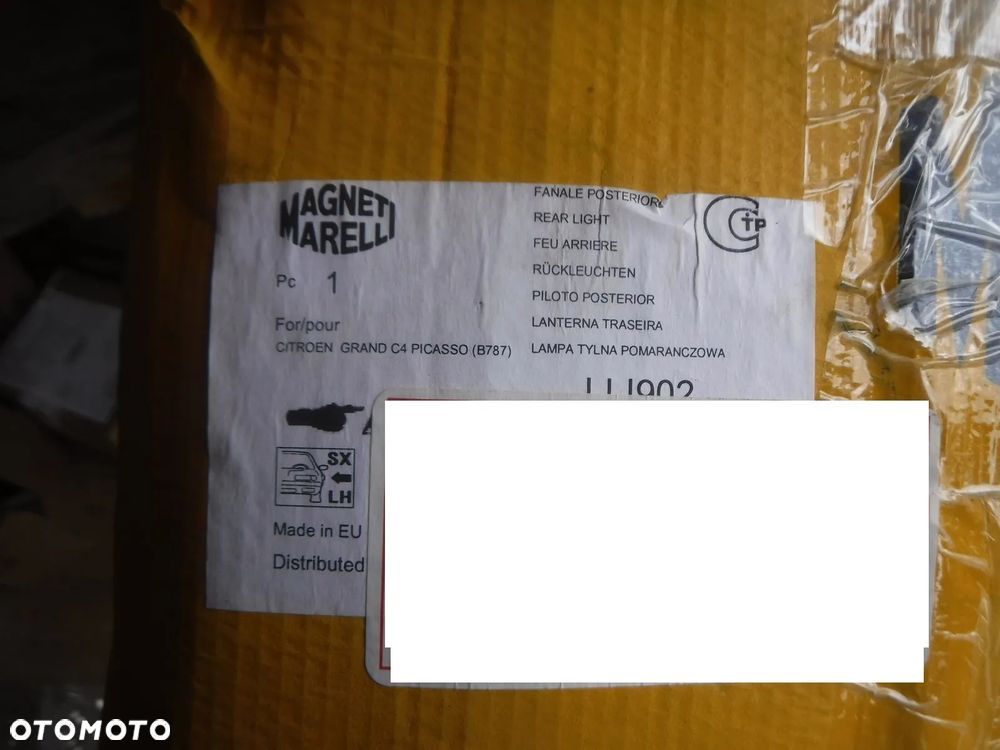 MAGNETI
MARELLI
Pc 1
For/pour
CITROEN GRAND C4 PICASSO (B787)
FANALE POSTERIORE
REAR LIGHT
FEU ARRIERE
RÜCKLEUCHTEN
PILOTO POSTERIOR
LANTERNA TRASEIRA
LAMPA TYLNA POMARANCZOWA
C TP
SX
LH
Made in EU
Distributed
OTOMOTO